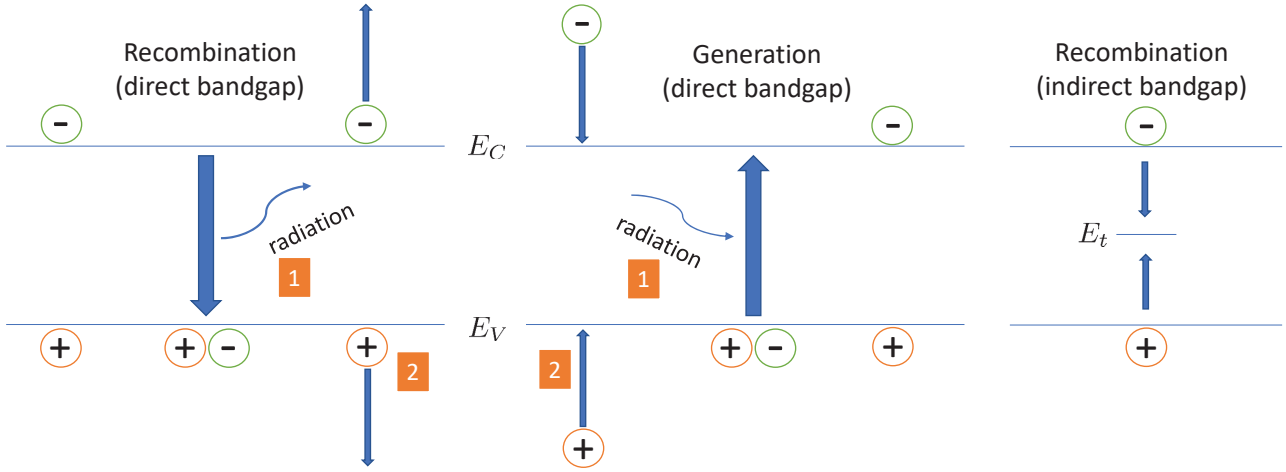 Recombination
(direct bandgap)
Generation
(direct bandgap)
Recombination
(indirect bandgap)
- - - - -
E_C
radiation
1
radiation
1
E_t
E_V
+ + - + + - + +
2
2
+